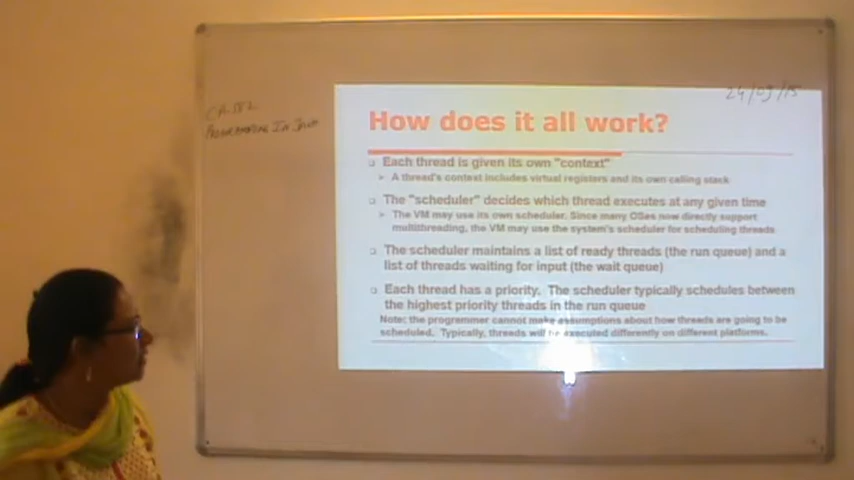 24/09/15
CA-182
Programming In Java
How does it all work?
Each thread is given its own "context"
A thread's context includes virtual registers and its own calling stack
The "scheduler" decides which thread executes at any given time
The VM may use its own scheduler. Since many OSes now directly support
multithreading, the VM may use the system's scheduler for scheduling threads
The scheduler maintains a list of ready threads (the run queue) and a
list of threads waiting for input (the wait queue)
Each thread has a priority. The scheduler typically schedules between
the highest priority threads in the run queue
Note: the programmer cannot make assumptions about how threads are going to be
scheduled. Typically, threads will be executed differently on different platforms.